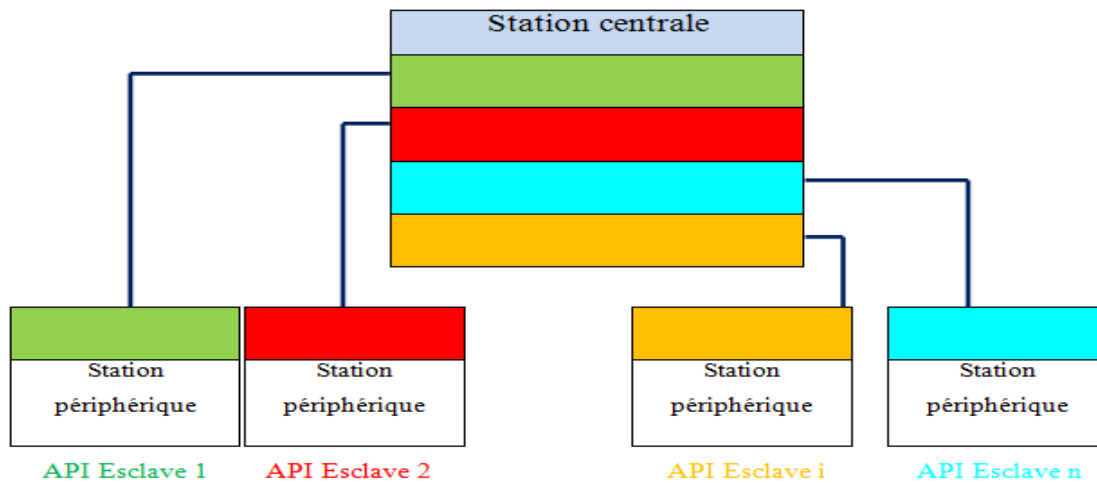 Station centrale
Station
périphérique
Station
périphérique
Station
périphérique
Station
périphérique
API Esclave 1
API Esclave 2
API Esclave i
API Esclave n